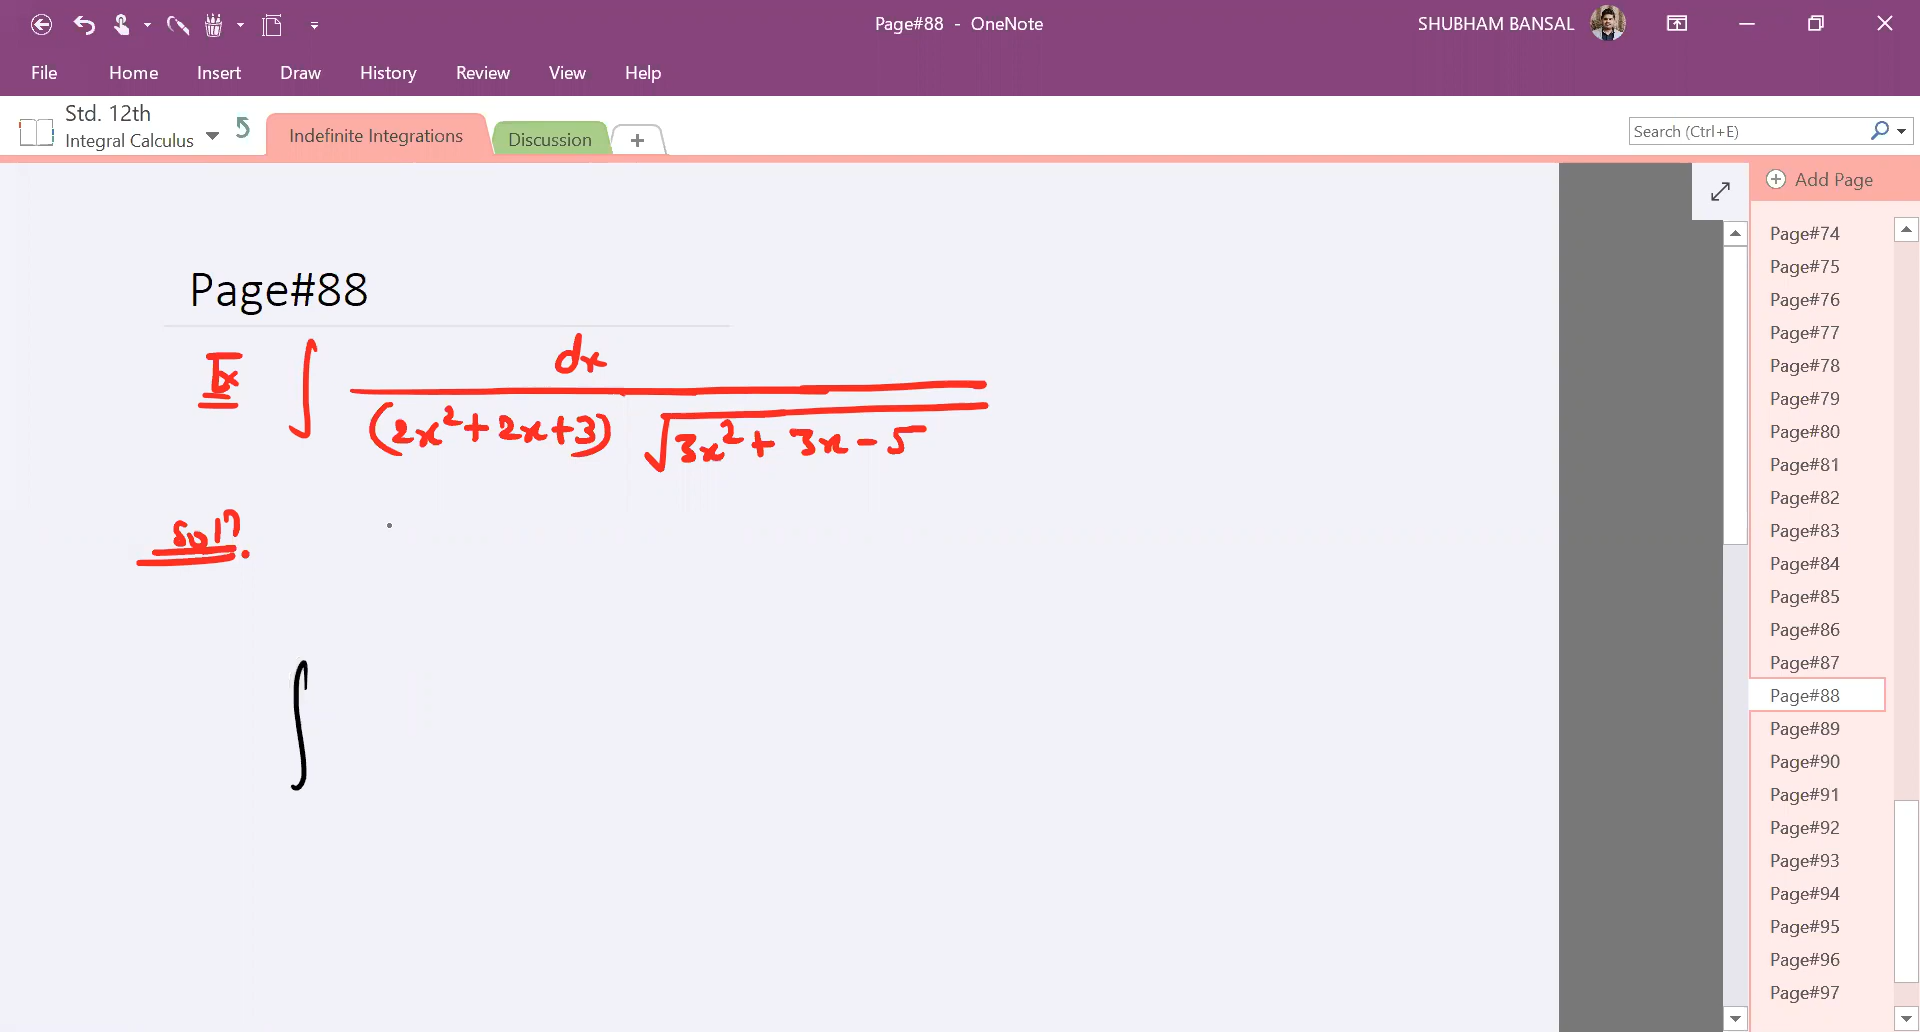 Page#88 - OneNote
SHUBHAM BANSAL
File Home Insert Draw History Review View Help
Std. 12th
Integral Calculus
Indefinite Integrations
Discussion
+
Search (Ctrl+E)
Add Page
Page#88
Ex ∫ dx / (2x²+2x+3) √3x²+3x-5
Solⁿ.
∫
Page#74
Page#75
Page#76
Page#77
Page#78
Page#79
Page#80
Page#81
Page#82
Page#83
Page#84
Page#85
Page#86
Page#87
Page#88
Page#89
Page#90
Page#91
Page#92
Page#93
Page#94
Page#95
Page#96
Page#97